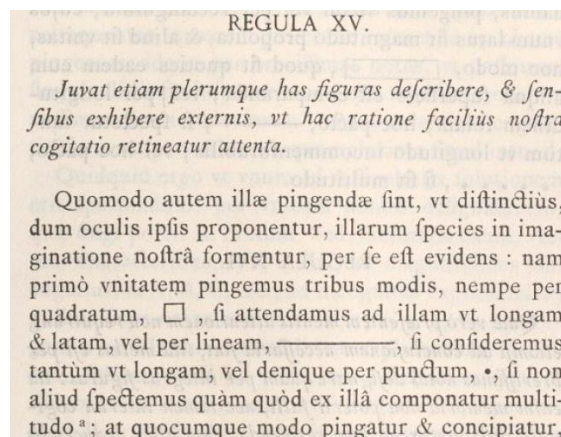 REGULA XV.
Juvat etiam plerumque has figuras deſcribere, & ſen-
ſibus exhibere externis, vt hac ratione faciliùs noſtra
cogitatio retineatur attenta.
Quomodo autem illæ pingendæ ſint, vt diſtinctiùs,
dum oculis ipſis proponentur, illarum ſpecies in ima-
ginatione noſtrâ formentur, per ſe eſt evidens : nam
primò vnitatem pingemus tribus modis, nempe per
quadratum, □ ſi attendamus ad illam vt longam
& latam, vel per lineam, ————, ſi conſideremus
tantùm vt longam, vel denique per punctum, •, ſi non
aliud ſpectemus quàm quòd ex illâ componatur multi-
tudo ª; at quocumque modo pingatur & concipiatur,